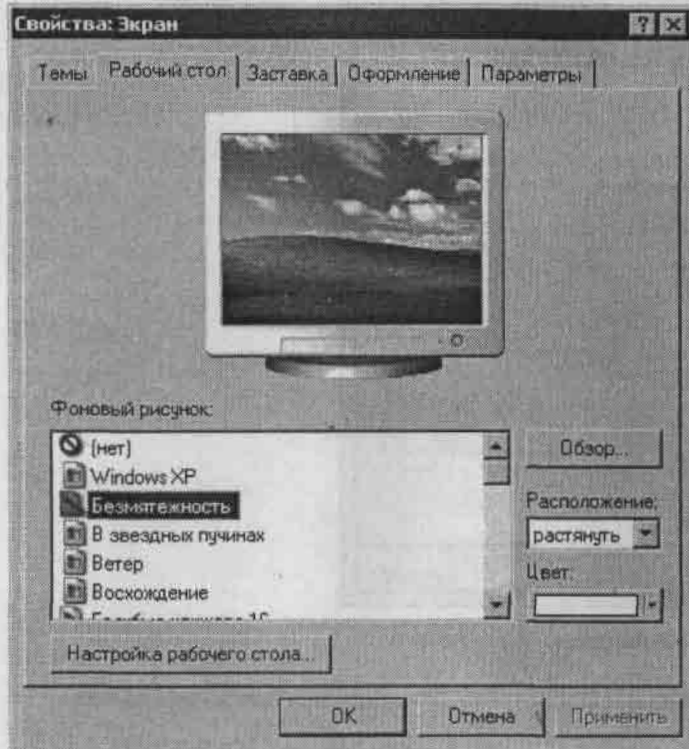 Свойства: Экран
Темы Рабочий стол Заставка Оформление Параметры
Фоновый рисунок:
(нет)
Windows XP
Безмятежность
В звездных пучинах
Ветер
Восхождение
Обзор...
Расположение:
растянуть
Цвет:
Настройка рабочего стола...
OK Отмена Применить